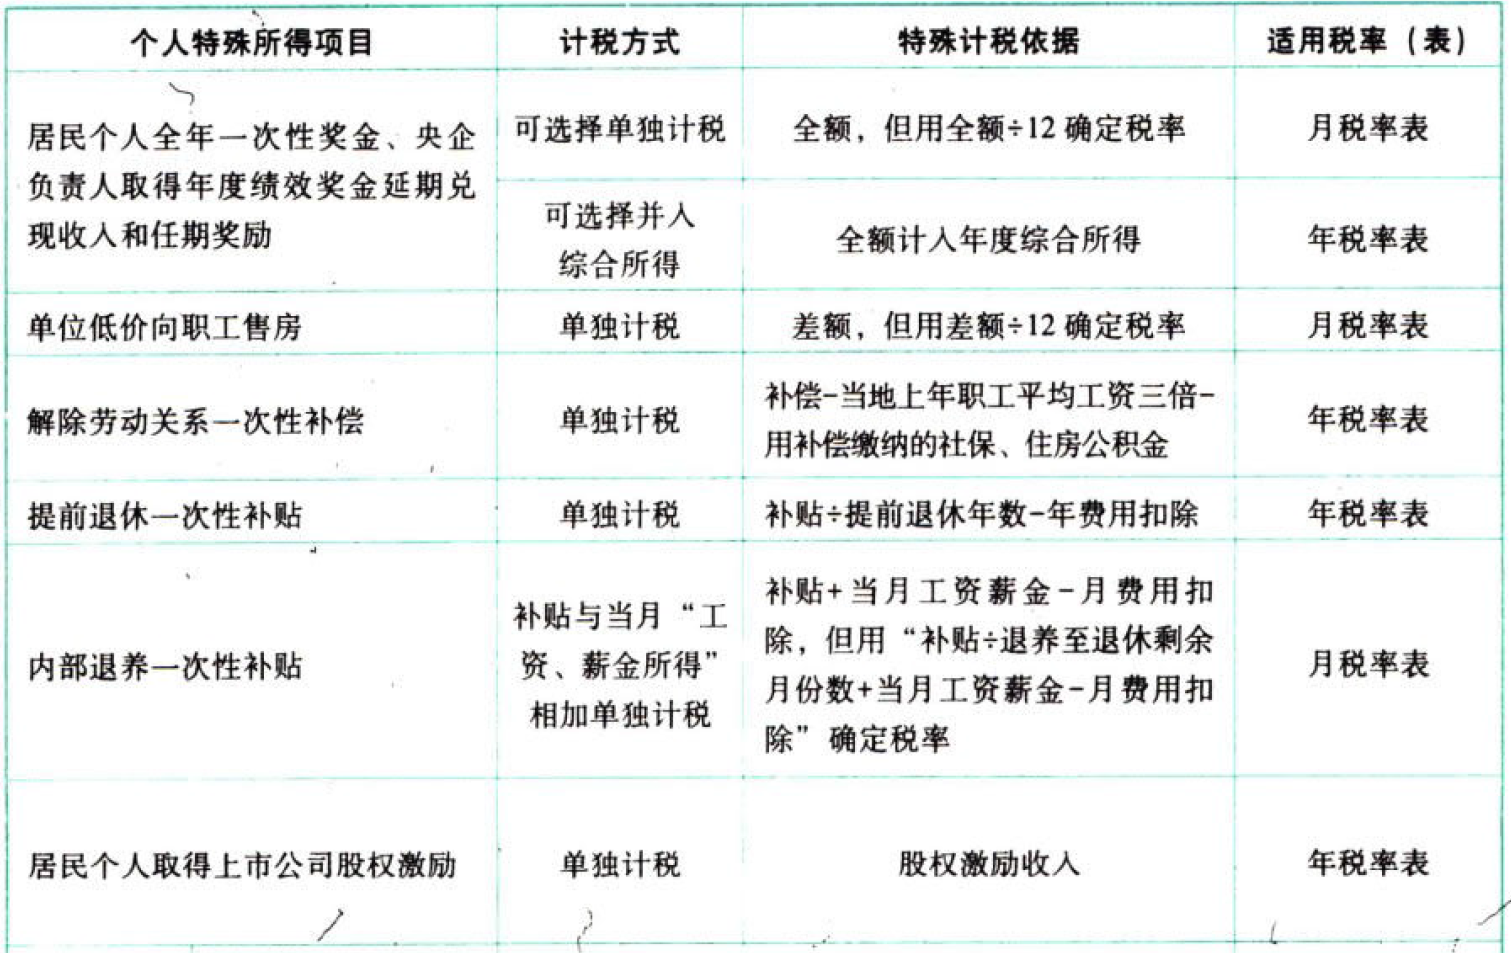 个人特殊所得项目 计税方式 特殊计税依据 适用税率（表）
居民个人全年一次性奖金、央企
负责人取得年度绩效奖金延期兑
现收入和任期奖励
可选择单独计税 全额，但用全额÷12 确定税率 月税率表
可选择并入
综合所得
全额计入年度综合所得 年税率表
单位低价向职工售房 单独计税 差额，但用差额÷12 确定税率 月税率表
解除劳动关系一次性补偿 单独计税
补偿-当地上年职工平均工资三倍-
用补偿缴纳的社保、住房公积金
年税率表
提前退休一次性补贴 单独计税 补贴÷提前退休年数-年费用扣除 年税率表
内部退养一次性补贴
补贴与当月“工
资、薪金所得”
相加单独计税
补贴+当月工资薪金-月费用扣
除，但用“补贴÷退养至退休剩余
月份数+当月工资薪金-月费用扣
除”确定税率
月税率表
居民个人取得上市公司股权激励 单独计税 股权激励收入 年税率表